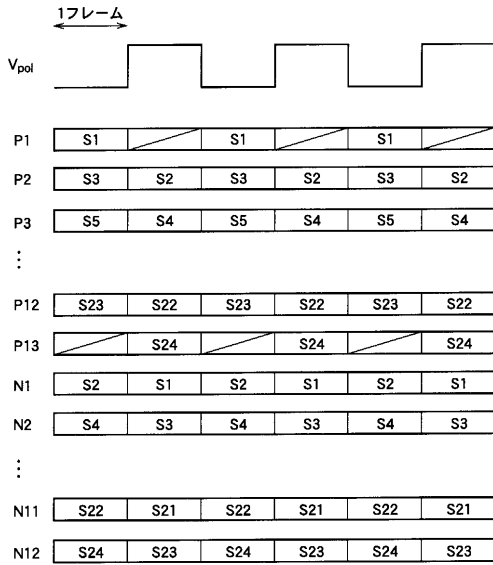 1フレーム
Vpol
P1 S1 S1 S1
P2 S3 S2 S3 S2 S3 S2
P3 S5 S4 S5 S4 S5 S4
⋮
P12 S23 S22 S23 S22 S23 S22
P13 S24 S24 S24
N1 S2 S1 S2 S1 S2 S1
N2 S4 S3 S4 S3 S4 S3
⋮
N11 S22 S21 S22 S21 S22 S21
N12 S24 S23 S24 S23 S24 S23